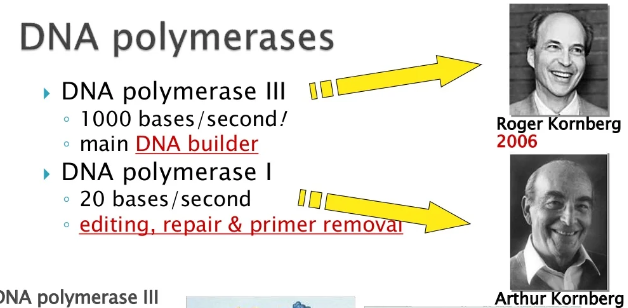 DNA polymerases
DNA polymerase III
1000 bases/second!
main DNA builder
DNA polymerase I
20 bases/second
editing, repair & primer removal
Roger Kornberg
2006
Arthur Kornberg
DNA polymerase III